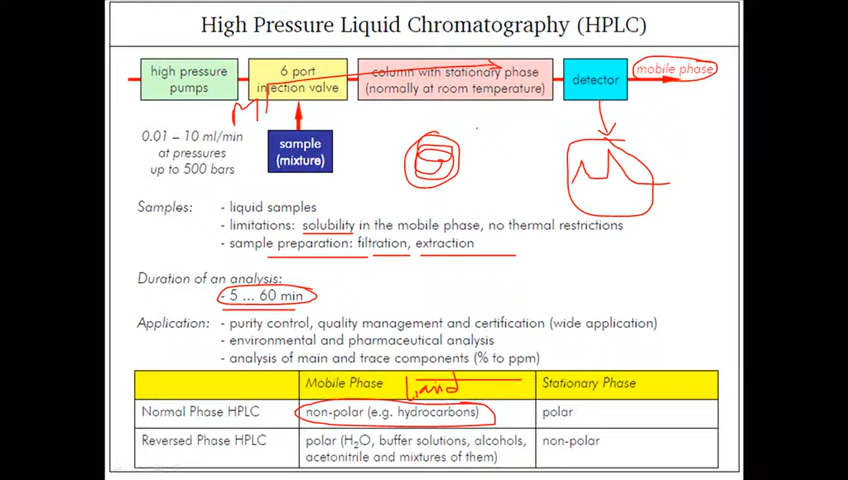 High Pressure Liquid Chromatography (HPLC)
high pressure pumps
6 port injection valve
column with stationary phase (normally at room temperature)
detector
mobile phase
0.01 – 10 ml/min
at pressures
up to 500 bars
sample
(mixture)
Samples: - liquid samples
- limitations: solubility in the mobile phase, no thermal restrictions
- sample preparation: filtration, extraction
Duration of an analysis:
- 5 ... 60 min
Application: - purity control, quality management and certification (wide application)
- environmental and pharmaceutical analysis
- analysis of main and trace components (% to ppm)
Mobile Phase Stationary Phase
Normal Phase HPLC non-polar (e.g. hydrocarbons) polar
Reversed Phase HPLC polar (H₂O, buffer solutions, alcohols, acetonitrile and mixtures of them) non-polar